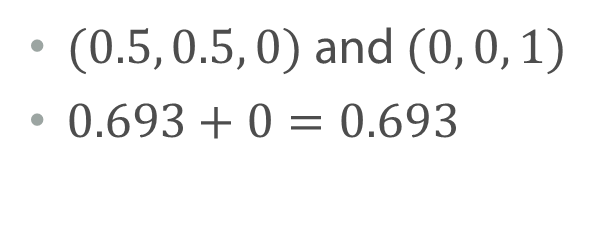 • (0.5, 0.5, 0) and (0, 0, 1)
• 0.693 + 0 = 0.693